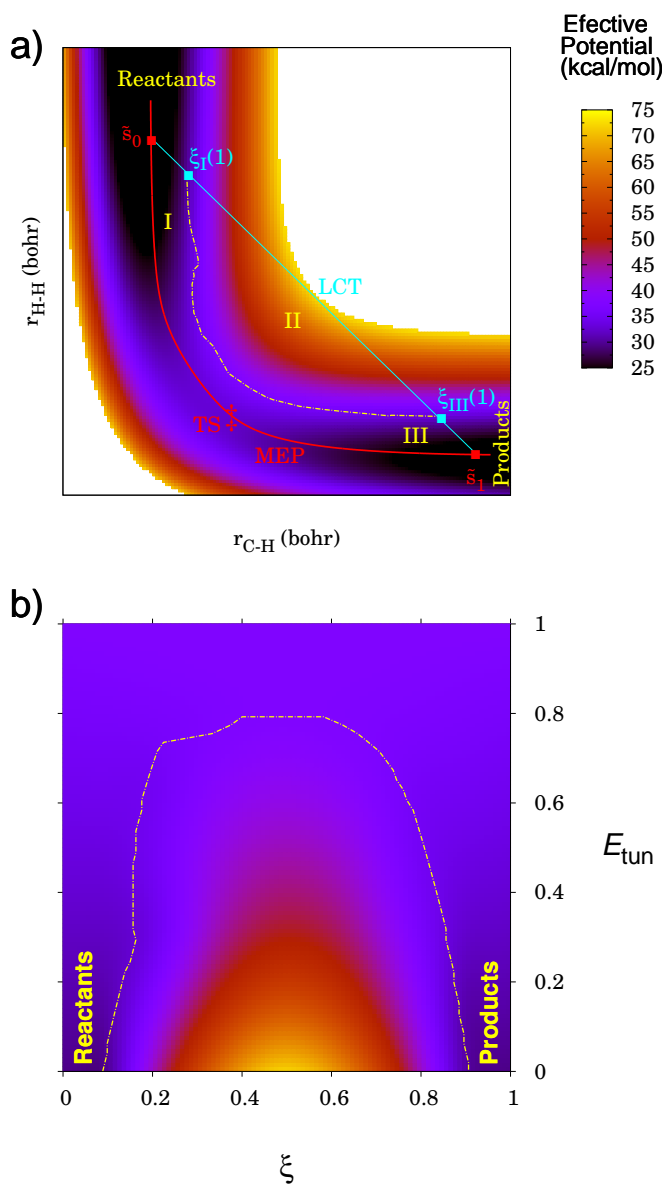 Efective
Potential
(kcal/mol)
a)
Reactants
s̃0
ξI(1)
I
LCT
II
TS ‡
MEP
ξIII(1)
III
Products
s̃1
rH-H (bohr)
rC-H (bohr)
75
70
65
60
55
50
45
40
35
30
25
b)
1
0.8
0.6
0.4
0.2
0
Etun
Reactants
Products
0 0.2 0.4 0.6 0.8 1
ξ